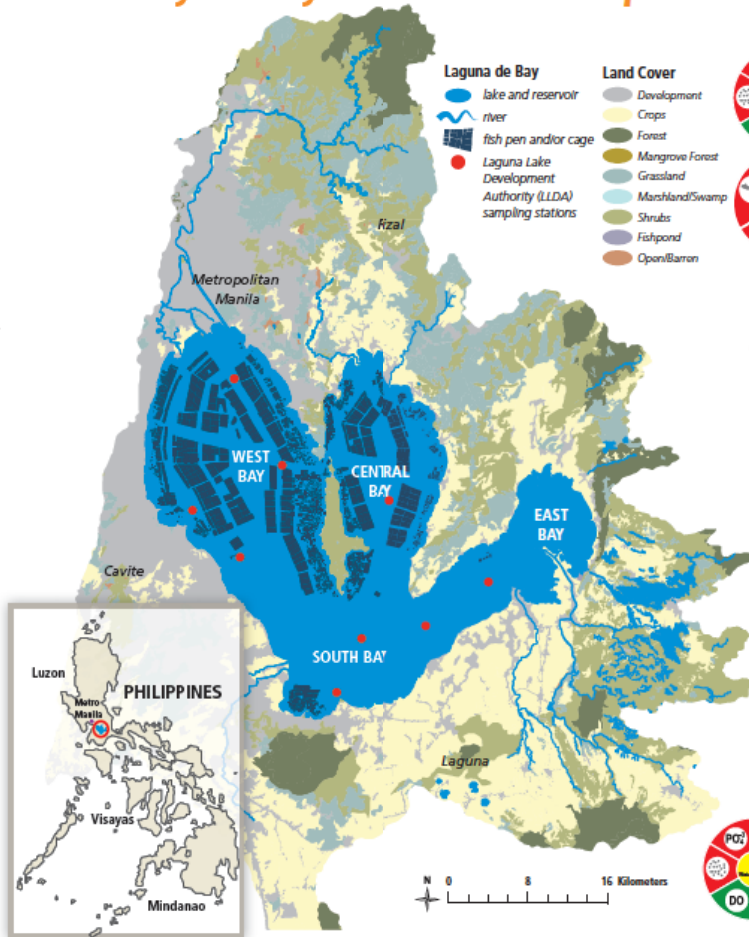 Laguna de Bay
lake and reservoir
river
fish pen and/or cage
Laguna Lake
Development
Authority (LLDA)
sampling stations
Land Cover
Development
Crops
Forest
Mangrove Forest
Grassland
Marshland/Swamp
Shrubs
Fishpond
Open/Barren
Rizal
Metropolitan
Manila
WEST
BAY
CENTRAL
BAY
EAST
BAY
Cavite
SOUTH BAY
Laguna
Luzon
PHILIPPINES
Metro
Manila
Visayas
Mindanao
N 0 8 16 Kilometers
DO